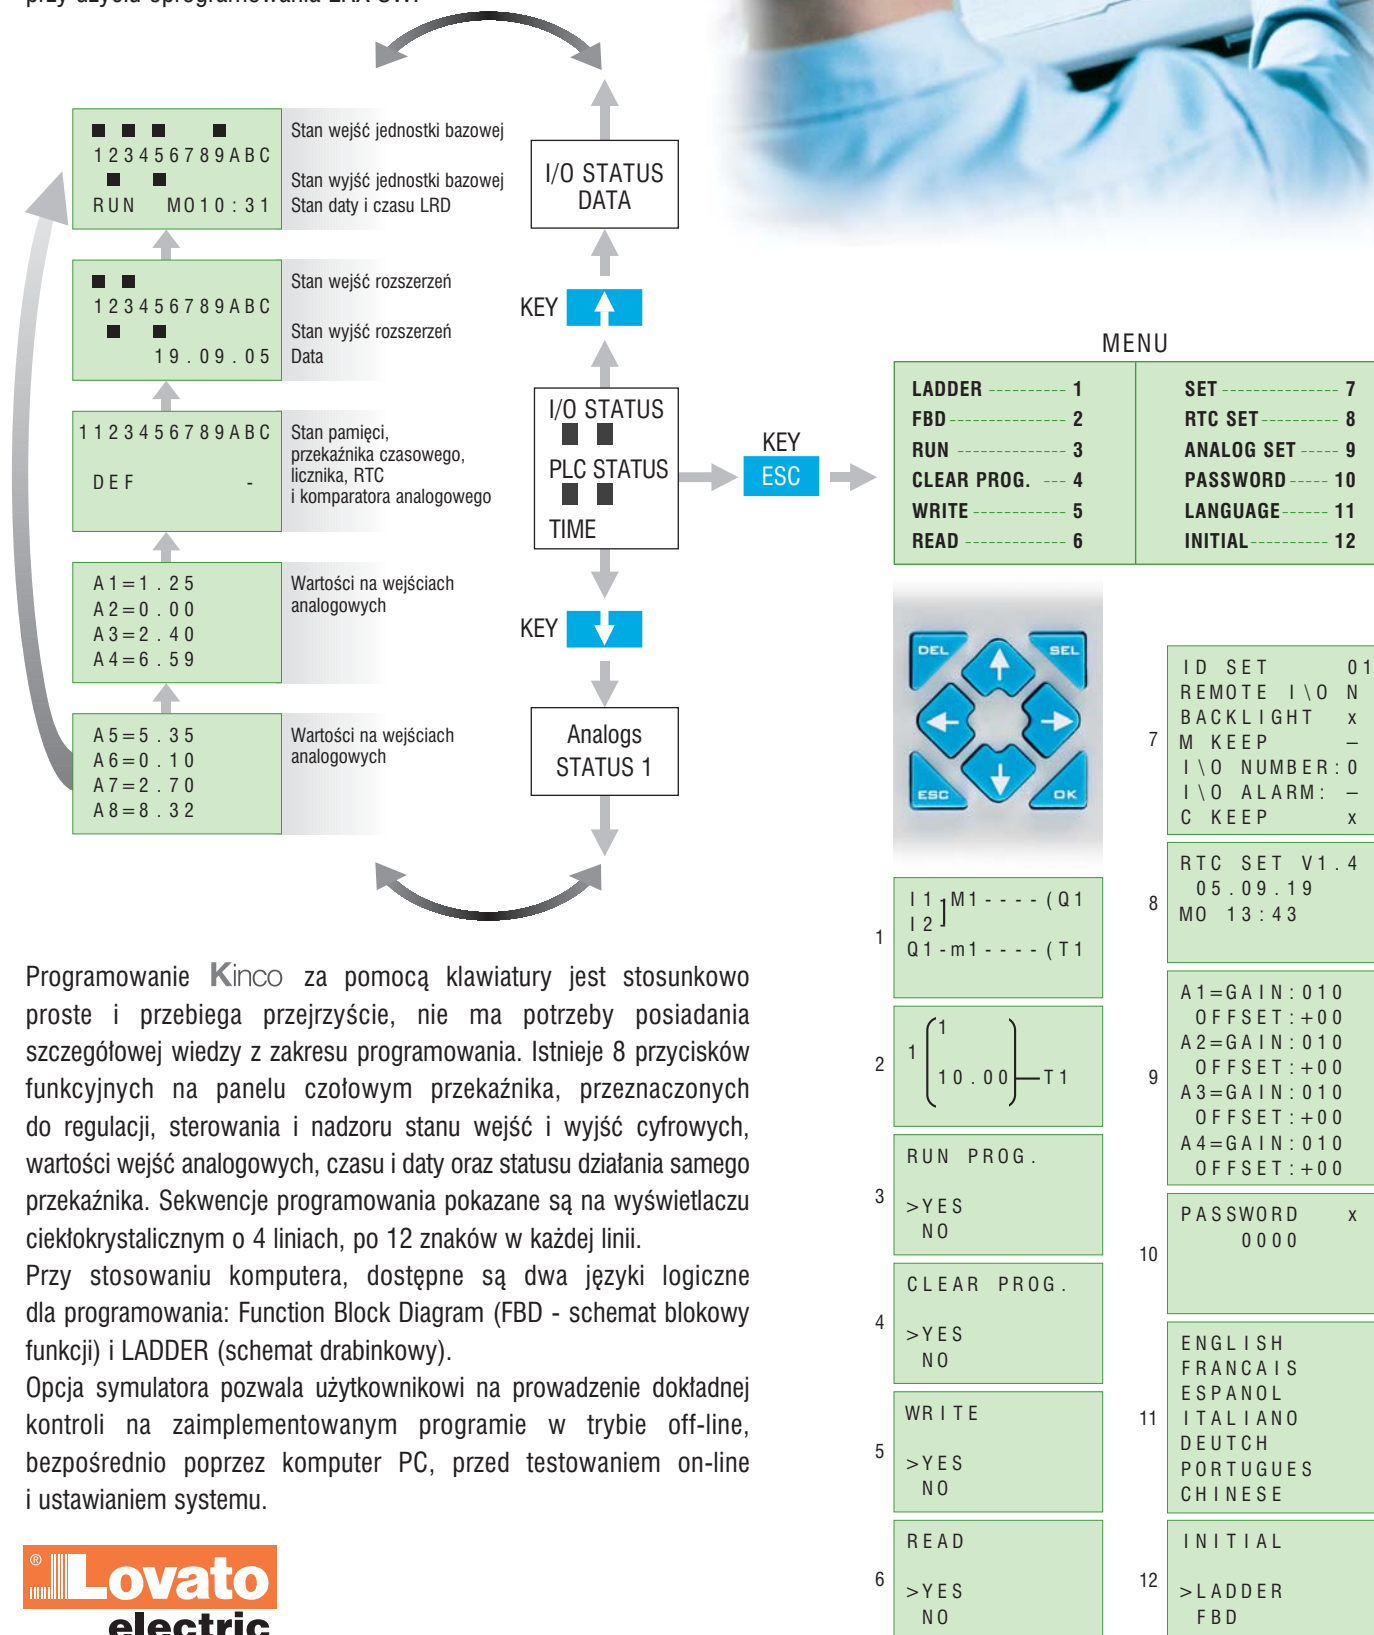 1 2 3 4 5 6 7 8 9 A B C
RUN MO10:31
Stan wejść jednostki bazowej
Stan wyjść jednostki bazowej
Stan daty i czasu LRD
1 2 3 4 5 6 7 8 9 A B C
19.09.05
Stan wejść rozszerzeń
Stan wyjść rozszerzeń
Data
1 1 2 3 4 5 6 7 8 9 A B C
DEF -
Stan pamięci,
przekaźnika czasowego,
licznika, RTC
i komparatora analogowego
A1=1.25
A2=0.00
A3=2.40
A4=6.59
Wartości na wejściach
analogowych
A5=5.35
A6=0.10
A7=2.70
A8=8.32
Wartości na wejściach
analogowych
I/O STATUS
DATA
KEY
I/O STATUS
PLC STATUS
TIME
KEY
Analogs
STATUS 1
KEY
ESC
MENU
LADDER ---------- 1
FBD --------------- 2
RUN -------------- 3
CLEAR PROG. --- 4
WRITE ------------ 5
READ ------------- 6
SET --------------- 7
RTC SET ---------- 8
ANALOG SET ----- 9
PASSWORD ----- 10
LANGUAGE ------ 11
INITIAL ---------- 12
DEL
SEL
ESC
OK
1
I1 M1----(Q1
I2
Q1-m1----(T1
2
1
1
10.00 T1
3
RUN PROG.
>YES
NO
4
CLEAR PROG.
>YES
NO
5
WRITE
>YES
NO
6
READ
>YES
NO
7
ID SET 01
REMOTE I\O N
BACKLIGHT x
M KEEP –
I\O NUMBER:0
I\O ALARM: –
C KEEP x
8
RTC SET V1.4
05.09.19
MO 13:43
9
A1=GAIN:010
OFFSET:+00
A2=GAIN:010
OFFSET:+00
A3=GAIN:010
OFFSET:+00
A4=GAIN:010
OFFSET:+00
10
PASSWORD x
0000
11
ENGLISH
FRANCAIS
ESPANOL
ITALIANO
DEUTCH
PORTUGUES
CHINESE
12
INITIAL
>LADDER
FBD
Programowanie Kinco za pomocą klawiatury jest stosunkowo
proste i przebiega przejrzyście, nie ma potrzeby posiadania
szczegółowej wiedzy z zakresu programowania. Istnieje 8 przycisków
funkcyjnych na panelu czołowym przekaźnika, przeznaczonych
do regulacji, sterowania i nadzoru stanu wejść i wyjść cyfrowych,
wartości wejść analogowych, czasu i daty oraz statusu działania samego
przekaźnika. Sekwencje programowania pokazane są na wyświetlaczu
ciekłokrystalicznym o 4 liniach, po 12 znaków w każdej linii.
Przy stosowaniu komputera, dostępne są dwa języki logiczne
dla programowania: Function Block Diagram (FBD - schemat blokowy
funkcji) i LADDER (schemat drabinkowy).
Opcja symulatora pozwala użytkownikowi na prowadzenie dokładnej
kontroli na zaimplementowanym programie w trybie off-line,
bezpośrednio poprzez komputer PC, przed testowaniem on-line
i ustawianiem systemu.
® Lovato
electric